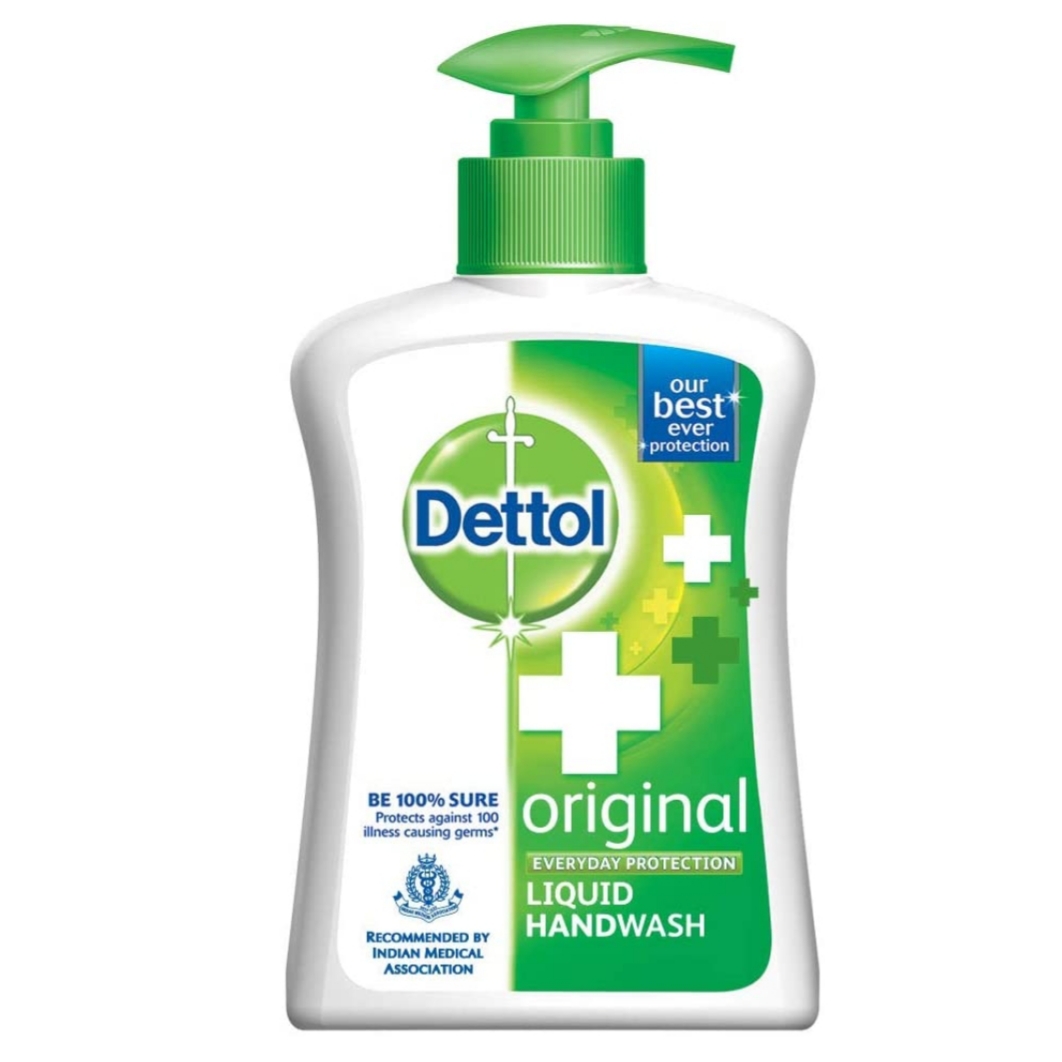 our
best
ever
protection
Dettol
BE 100% SURE
Protects against 100
illness causing germs*
original
EVERYDAY PROTECTION
LIQUID
HANDWASH
RECOMMENDED BY
INDIAN MEDICAL
ASSOCIATION